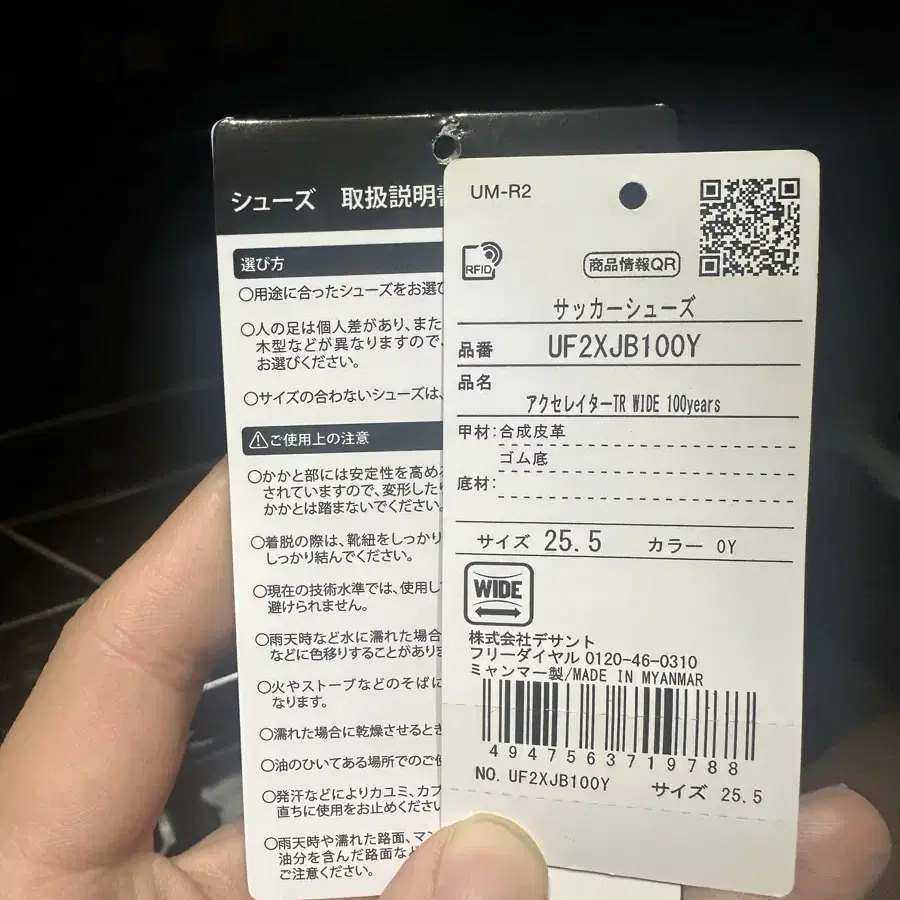 シューズ 取扱説明書
選び方
○用途に合ったシューズをお選び
○人の足は個人差があり、また
木型などが異なりますので、
お選びください。
○サイズの合わないシューズは、
⚠ご使用上の注意
○かかと部には安定性を高め
されていますので、変形したり
かかとは踏まないでください。
○着脱の際は、靴紐をしっかり
しっかり結んでください。
○現在の技術水準では、使用し
避けられません。
○雨天時など水に濡れた場合
などに色移りすることがあり
○火やストーブなどのそばに
なります。
○濡れた場合に乾燥させるとき
○油のひいてある場所でのご使
○発汗などによりカユミ、カブ
直ちに使用をお止めください
○雨天時や濡れた路面、マン
油分を含んだ路面など
ご注意ください。
UM-R2
RFID
商品情報QR
サッカーシューズ
品番 UF2XJB100Y
品名
アクセレイターTR WIDE 100years
甲材:合成皮革
ゴム底
底材:
サイズ 25.5 カラー 0Y
WIDE
株式会社デサント
フリーダイヤル 0120-46-0310
ミャンマー製/MADE IN MYANMAR
4947563719788
NO. UF2XJB100Y サイズ 25.5